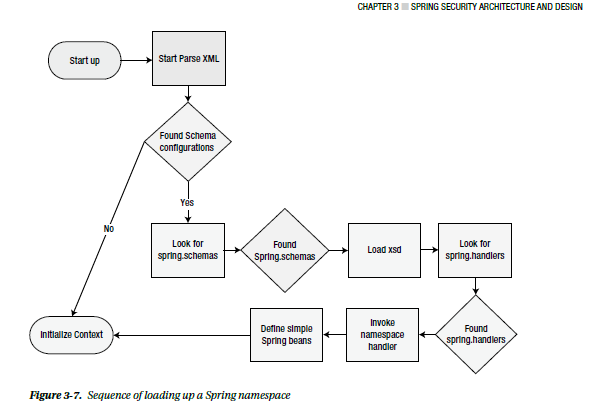 CHAPTER 3 ■ SPRING SECURITY ARCHITECTURE AND DESIGN
Start up
Start Parse XML
Found Schema
configurations
Yes
No
Look for
spring.schemas
Found
Spring.schemas
Load xsd
Look for
spring.handlers
Found
spring.handlers
Invoke
namespace
handler
Define simple
Spring beans
Initialize Context
Figure 3-7. Sequence of loading up a Spring namespace